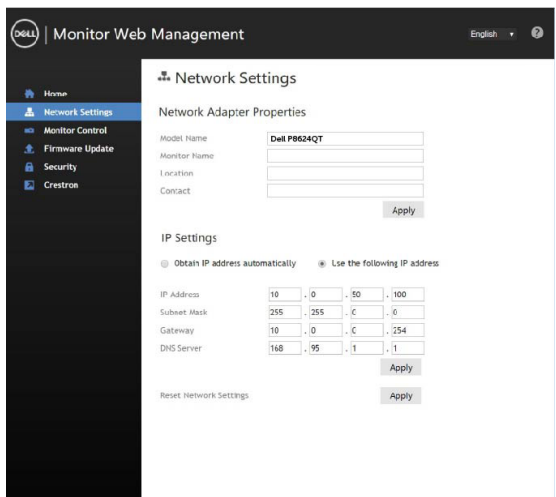 DELL | Monitor Web Management
English
?
Home
Network Settings
Monitor Control
Firmware Update
Security
Crestron
Network Settings
Network Adapter Properties
Model Name Dell P8624QT
Monitor Name
Location
Contact
Apply
IP Settings
Obtain IP address automatically Use the following IP address
IP Address 10 . 0 . 50 . 100
Subnet Mask 255 . 255 . 0 . 0
Gateway 10 . 0 . 0 . 254
DNS Server 168 . 95 . 1 . 1
Apply
Reset Network Settings Apply